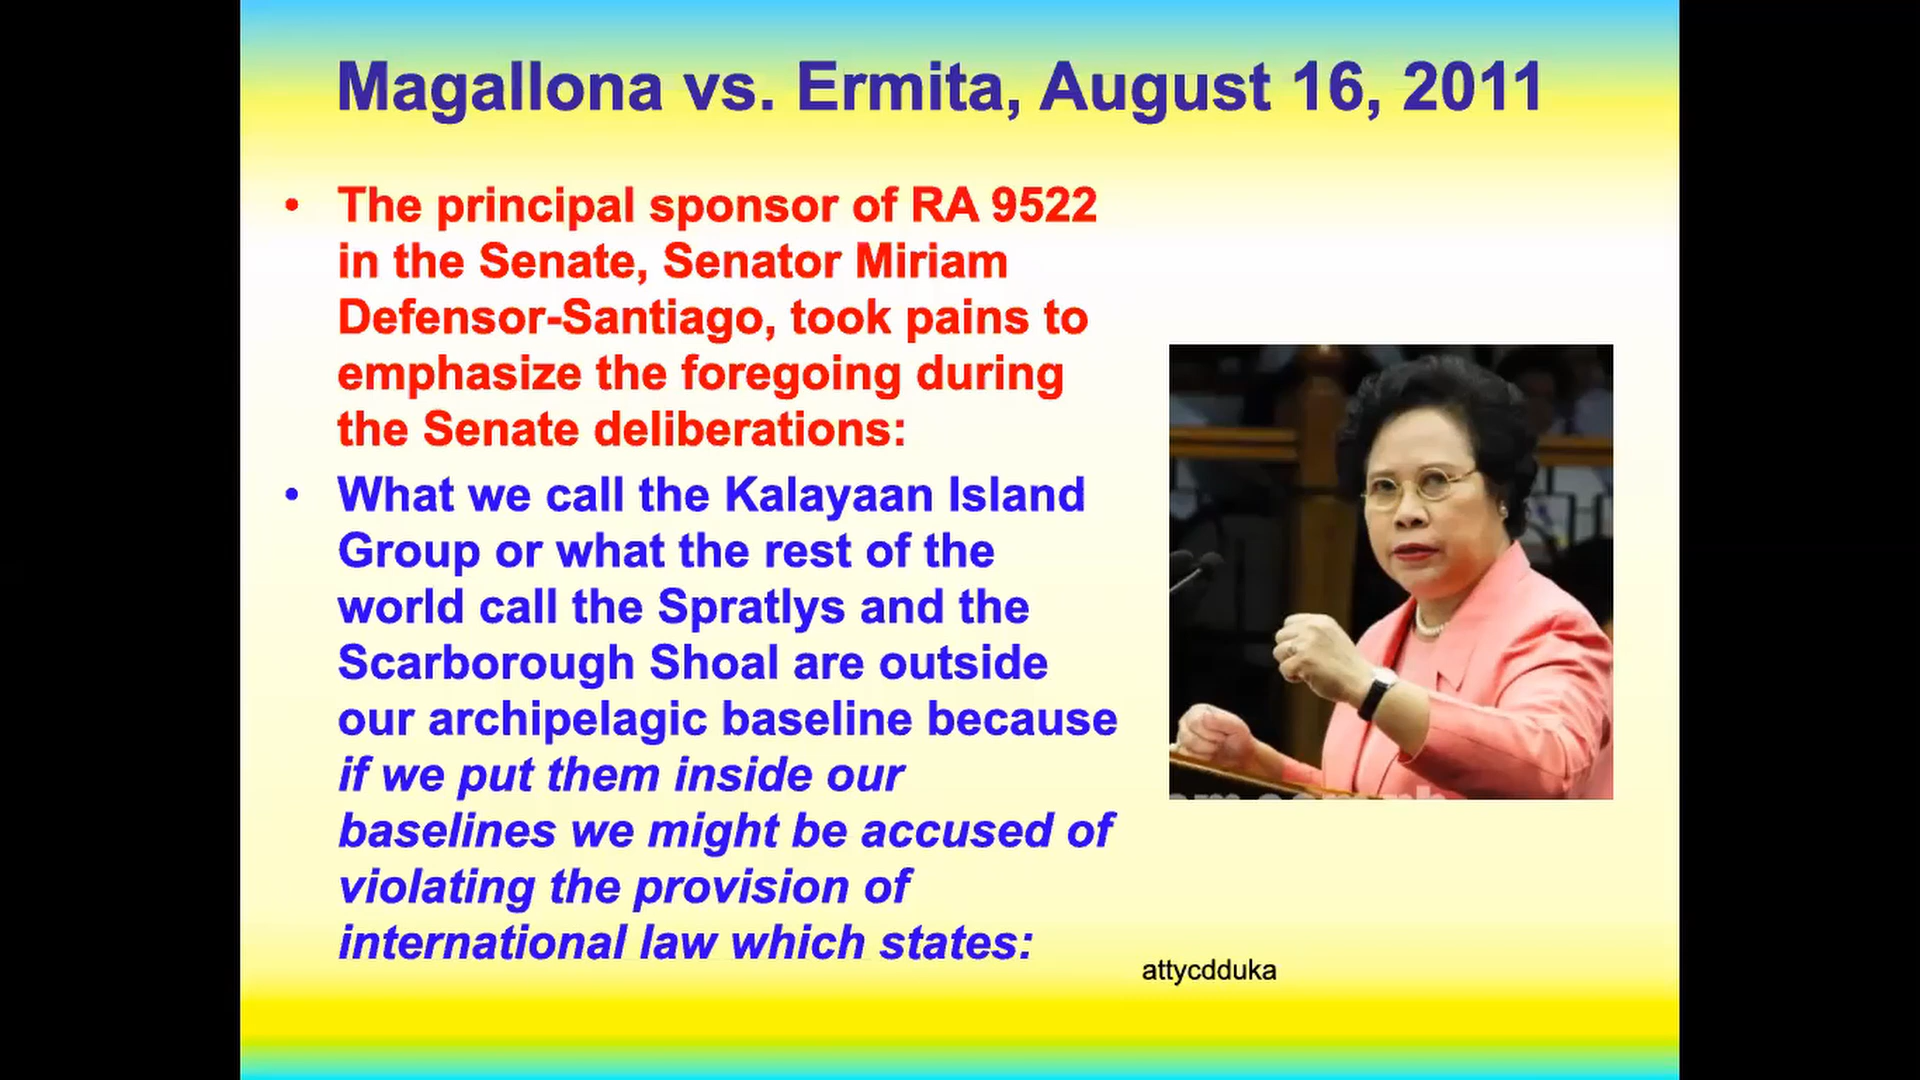 Magallona vs. Ermita, August 16, 2011
• The principal sponsor of RA 9522
in the Senate, Senator Miriam
Defensor-Santiago, took pains to
emphasize the foregoing during
the Senate deliberations:
• What we call the Kalayaan Island
Group or what the rest of the
world call the Spratlys and the
Scarborough Shoal are outside
our archipelagic baseline because
if we put them inside our
baselines we might be accused of
violating the provision of
international law which states:
attycdduka